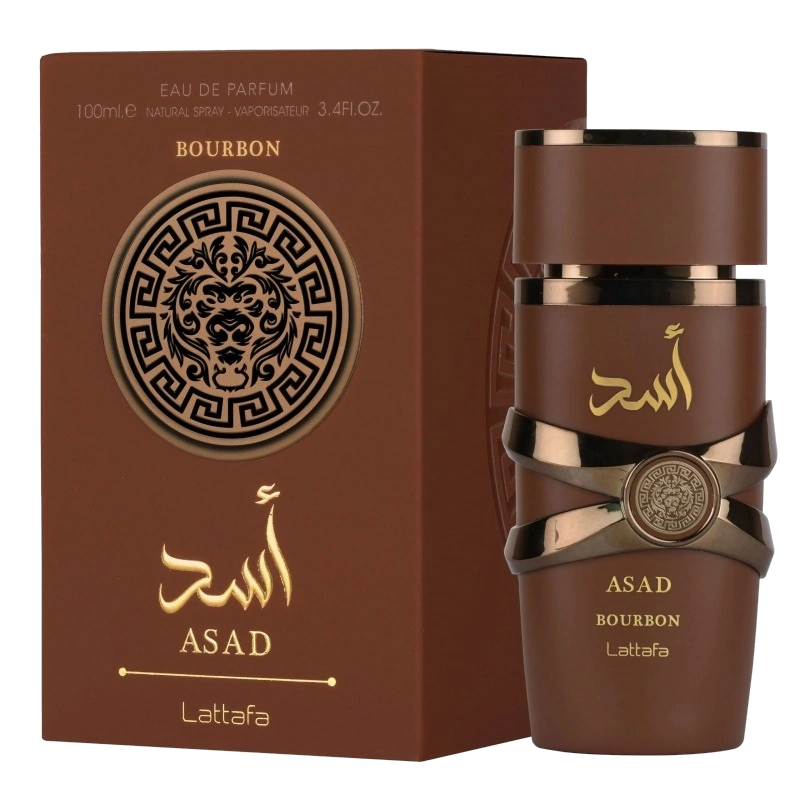 EAU DE PARFUM
100ml.℮ NATURAL SPRAY - VAPORISATEUR 3.4FL.OZ.
BOURBON
أسد
ASAD
Lattafa
أسد
ASAD
BOURBON
Lattafa